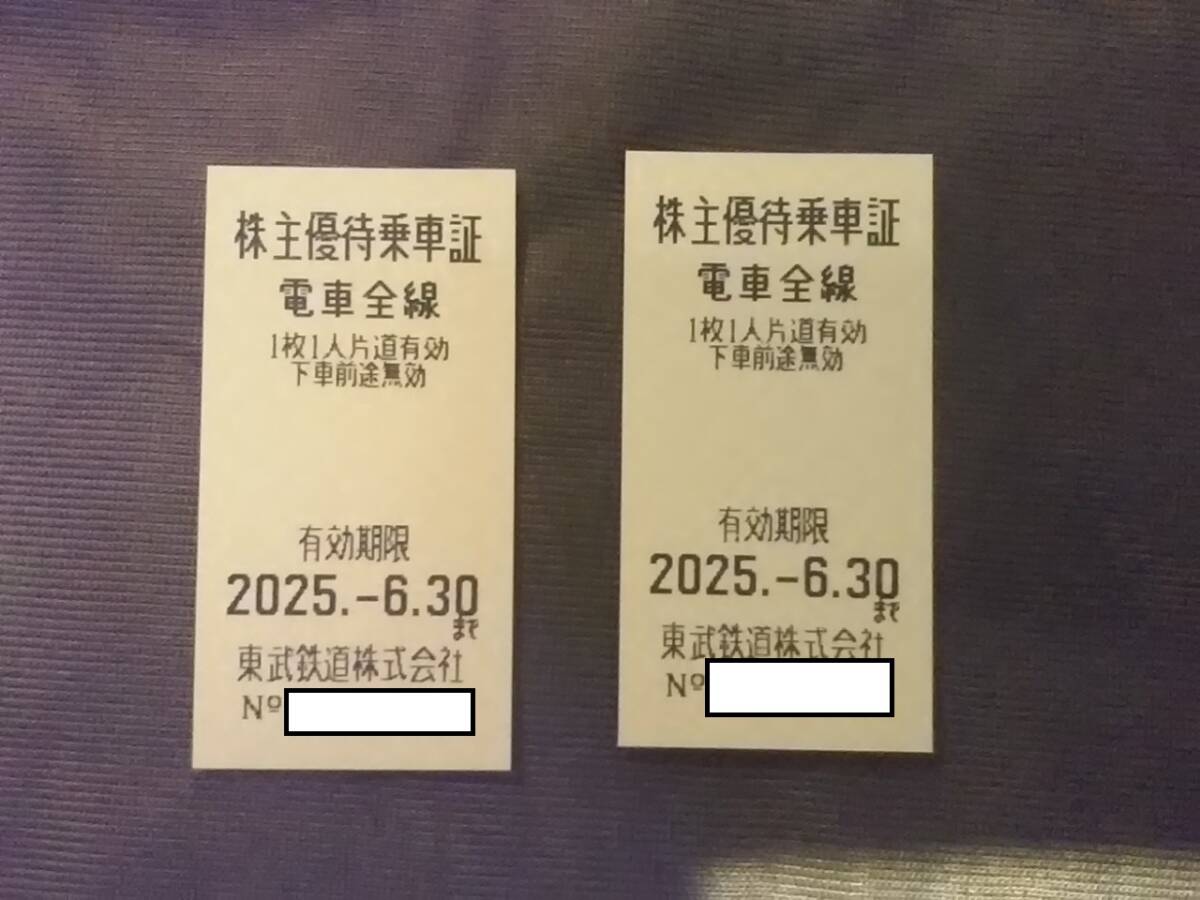 株主優待乗車証
電車全線
1枚1人片道有効
下車前途無効
有効期限
2025.-6.30
まで
東武鉄道株式会社
Nº
株主優待乗車証
電車全線
1枚1人片道有効
下車前途無効
有効期限
2025.-6.30
まで
東武鉄道株式会社
Nº